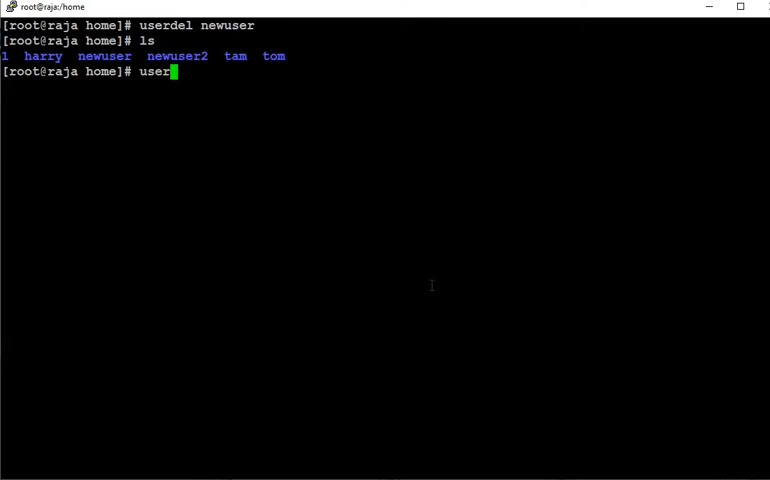 root@raja:/home
[root@raja home]# userdel newuser
[root@raja home]# ls
1 harry newuser newuser2 tam tom
[root@raja home]# user